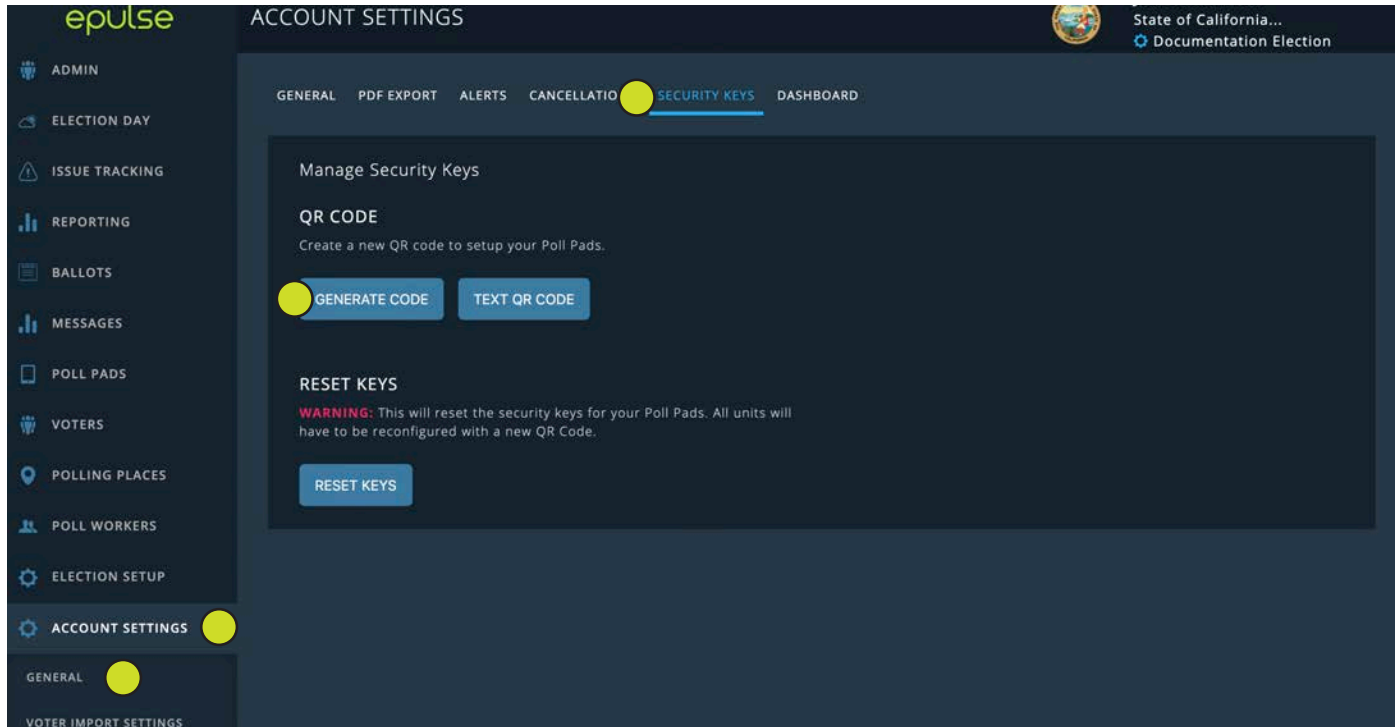 epulse
ACCOUNT SETTINGS
State of California...
Documentation Election
ADMIN
ELECTION DAY
ISSUE TRACKING
REPORTING
BALLOTS
MESSAGES
POLL PADS
VOTERS
POLLING PLACES
POLL WORKERS
ELECTION SETUP
ACCOUNT SETTINGS
GENERAL
VOTER IMPORT SETTINGS
GENERAL PDF EXPORT ALERTS CANCELLATIO SECURITY KEYS DASHBOARD
Manage Security Keys
QR CODE
Create a new QR code to setup your Poll Pads.
GENERATE CODE TEXT QR CODE
RESET KEYS
WARNING: This will reset the security keys for your Poll Pads. All units will
have to be reconfigured with a new QR Code.
RESET KEYS